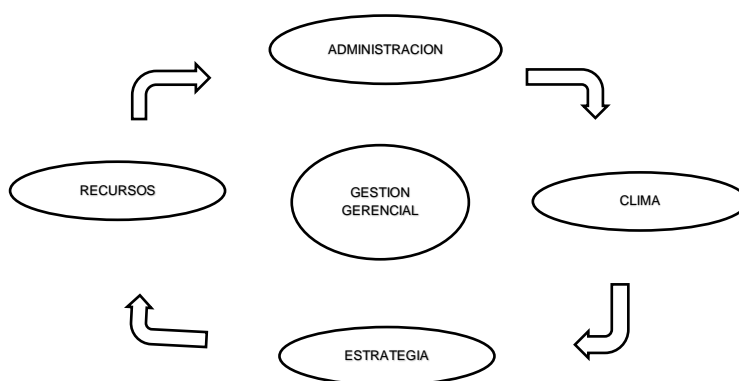 ADMINISTRACION
RECURSOS
GESTION
GERENCIAL
CLIMA
ESTRATEGIA